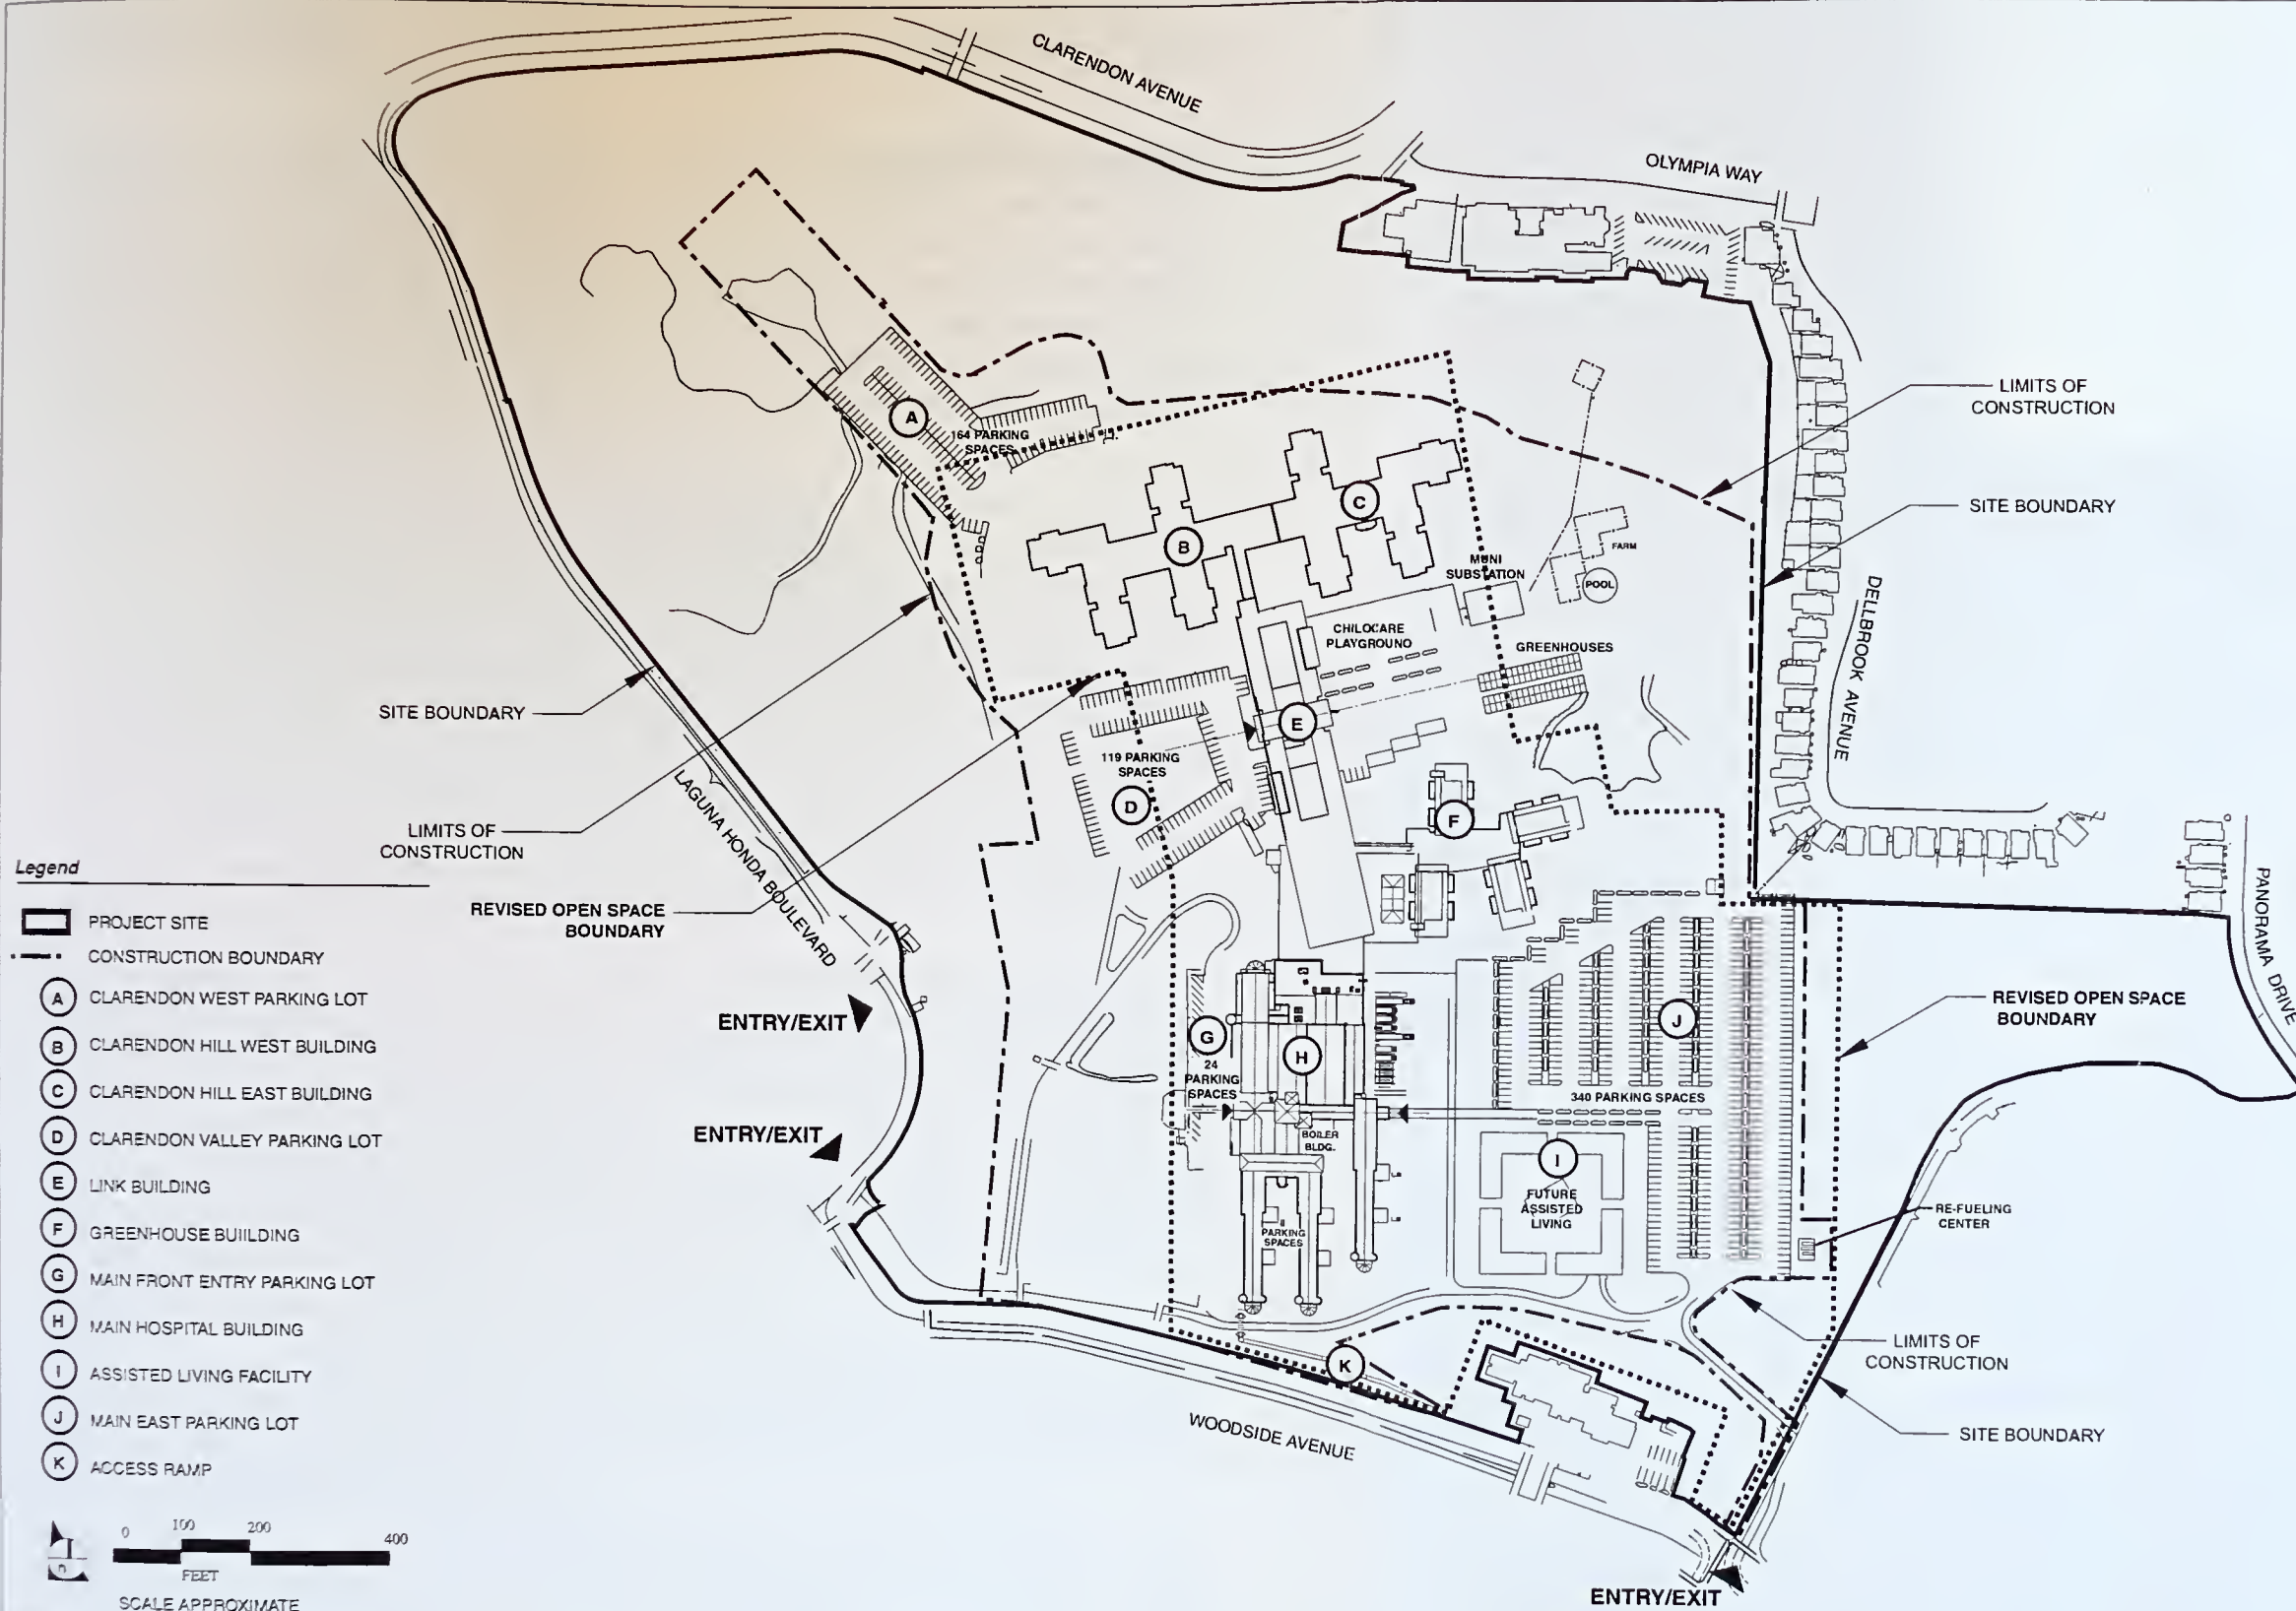 CLARENDON AVENUE
OLYMPIA WAY
LIMITS OF
CONSTRUCTION
SITE BOUNDARY
A
164 PARKING
SPACES
B
C
MUNI
SUBSTATION
FARM
POOL
CHILDCARE
PLAYGROUND
GREENHOUSES
DELLBROOK AVENUE
SITE BOUNDARY
LAGUNA HONDA BOULEVARD
E
119 PARKING
SPACES
D
F
LIMITS OF
CONSTRUCTION
REVISED OPEN SPACE
BOUNDARY
PANORAMA DRIVE
ENTRY/EXIT
ENTRY/EXIT
G
24
PARKING
SPACES
H
BOILER
BLDG.
PARKING
SPACES
J
340 PARKING SPACES
I
FUTURE
ASSISTED
LIVING
REVISED OPEN SPACE
BOUNDARY
RE-FUELING
CENTER
LIMITS OF
CONSTRUCTION
SITE BOUNDARY
K
WOODSIDE AVENUE
ENTRY/EXIT
Legend
PROJECT SITE
CONSTRUCTION BOUNDARY
A CLARENDON WEST PARKING LOT
B CLARENDON HILL WEST BUILDING
C CLARENDON HILL EAST BUILDING
D CLARENDON VALLEY PARKING LOT
E LINK BUILDING
F GREENHOUSE BUIILDING
G MAIN FRONT ENTRY PARKING LOT
H MAIN HOSPITAL BUILDING
I ASSISTED LIVING FACILITY
J MAIN EAST PARKING LOT
K ACCESS RAMP
n
0 100 200 400
FEET
SCALE APPROXIMATE